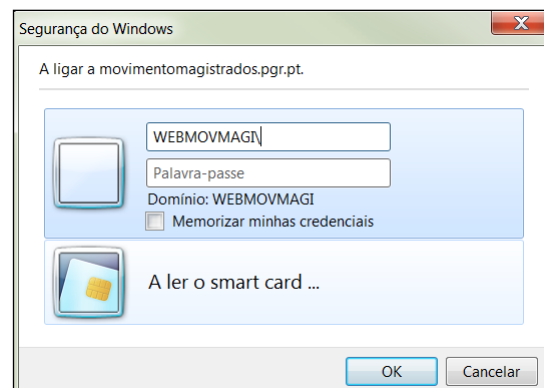 Segurança do Windows
A ligar a movimentomagistrados.pgr.pt.
WEBMOVMAGI\
Palavra-passe
Domínio: WEBMOVMAGI
Memorizar minhas credenciais
A ler o smart card ...
OK
Cancelar